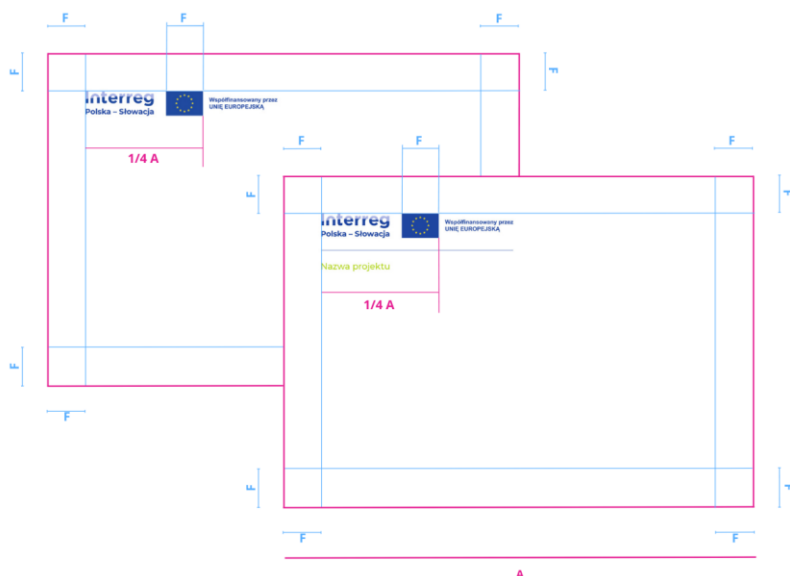 F
F
F
F
F
Interreg
Polska – Słowacja
Współfinansowany przez
UNIĘ EUROPEJSKĄ
1/4 A
F
F
F
F
F
F
F
Interreg
Polska – Słowacja
Współfinansowany przez
UNIĘ EUROPEJSKĄ
Nazwa projektu
1/4 A
F
F
F
F
A